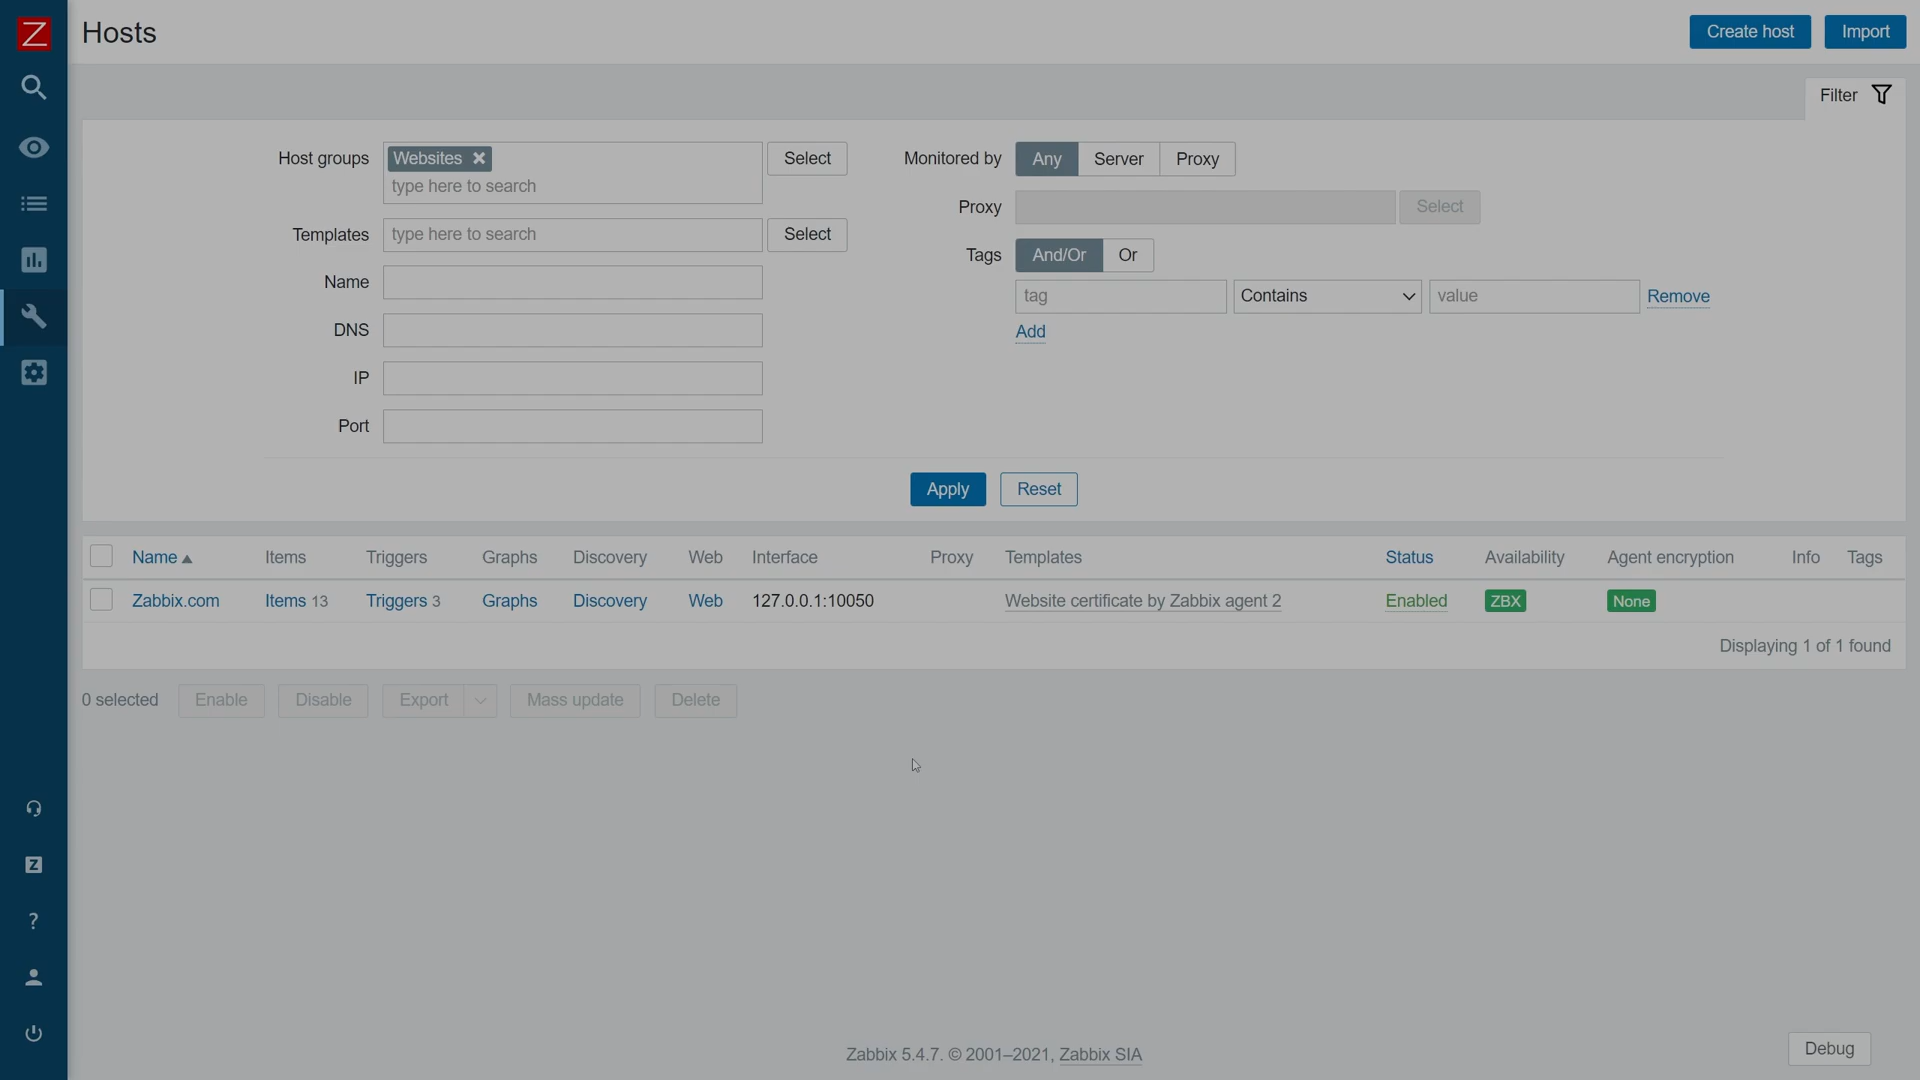 Z
Hosts
Create host
Import
Filter
Host groups
Websites
type here to search
Select
Templates
type here to search
Select
Name
DNS
IP
Port
Monitored by
Any
Server
Proxy
Proxy
Select
Tags
And/Or
Or
tag
Contains
value
Remove
Add
Apply
Reset
Name Items Triggers Graphs Discovery Web Interface Proxy Templates Status Availability Agent encryption Info Tags
Zabbix.com Items 13 Triggers 3 Graphs Discovery Web 127.0.0.1:10050 Website certificate by Zabbix agent 2 Enabled ZBX None
Displaying 1 of 1 found
0 selected
Enable
Disable
Export
Mass update
Delete
Z
?
Zabbix 5.4.7. © 2001–2021, Zabbix SIA
Debug